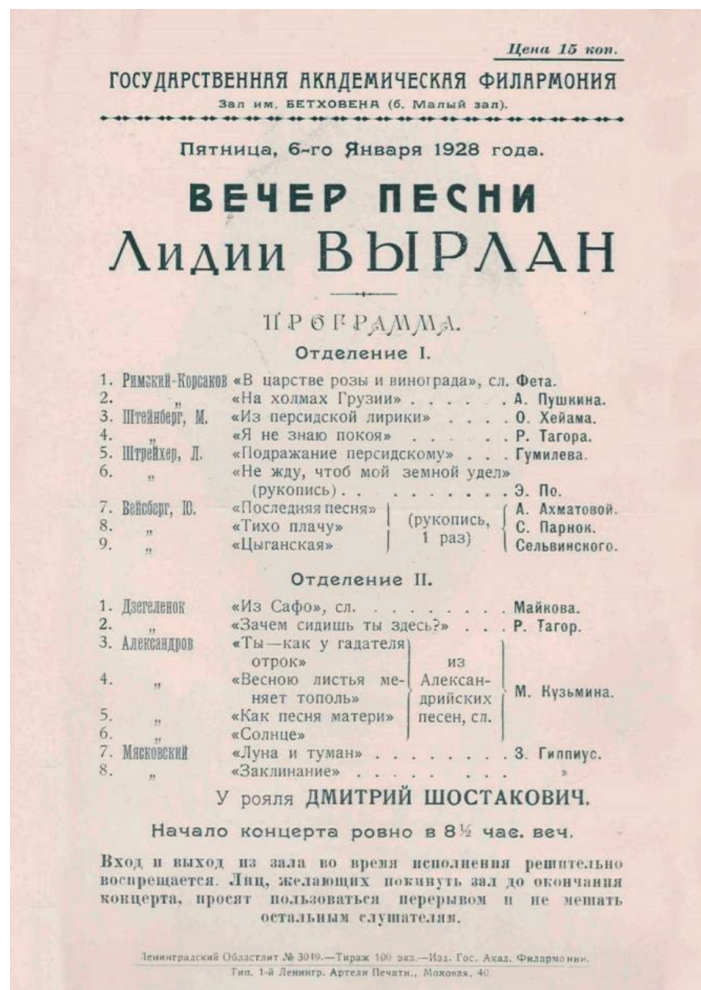 Цена 15 коп.
ГОСУДАРСТВЕННАЯ АКАДЕМИЧЕСКАЯ ФИЛАРМОНИЯ
Зал им. БЕТХОВЕНА (б. Малый зал).
Пятница, 6-го Января 1928 года.
ВЕЧЕР ПЕСНИ
Лидии ВЫРЛАН
ПРОГРАММА.
Отделение I.
1. Римский-Корсаков «В царстве розы и винограда», сл. Фета.
2. „ «На холмах Грузии» . . . . . . А. Пушкина.
3. Штейнберг, М. «Из персидской лирики» . . . . О. Хейама.
4. „ «Я не знаю покоя» . . . . . . Р. Тагора.
5. Штрейхер, Л. «Подражание персидскому» . . . Гумилева.
6. „ «Не жду, чтоб мой земной удел»
(рукопись) . . . . . . . . . . Э. По.
7. Вейсберг, Ю. «Последняя песня» А. Ахматовой.
8. „ «Тихо плачу» (рукопись, 1 раз) С. Парнок.
9. „ «Цыганская» Сельвинского.
Отделение II.
1. Дзегеленок «Из Сафо», сл. . . . . . . . . Майкова.
2. „ «Зачем сидишь ты здесь?» . . . Р. Тагор.
3. Александров «Ты—как у гадателя
отрок» из
4. „ «Весною листья ме- Алексан-
няет тополь» дрийских М. Кузьмина.
5. „ «Как песня матери» песен, сл.
6. „ «Солнце»
7. Мясковский «Луна и туман» . . . . . . . . З. Гиппиус.
8. „ «Заклинание» . . . . . . . . »
У рояля ДМИТРИЙ ШОСТАКОВИЧ.
Начало концерта ровно в 8½ час. веч.
Вход и выход из зала во время исполнения решительно
воспрещается. Лиц, желающих покинуть зал до окончания
концерта, просят пользоваться перерывом и не мешать
остальным слушателям.
Ленинградский Областлит № 3049.—Тираж 100 экз.—Изд. Гос. Акад. Филармонии.
Тип. 1-й Ленингр. Артели Печатн., Моховая, 40.